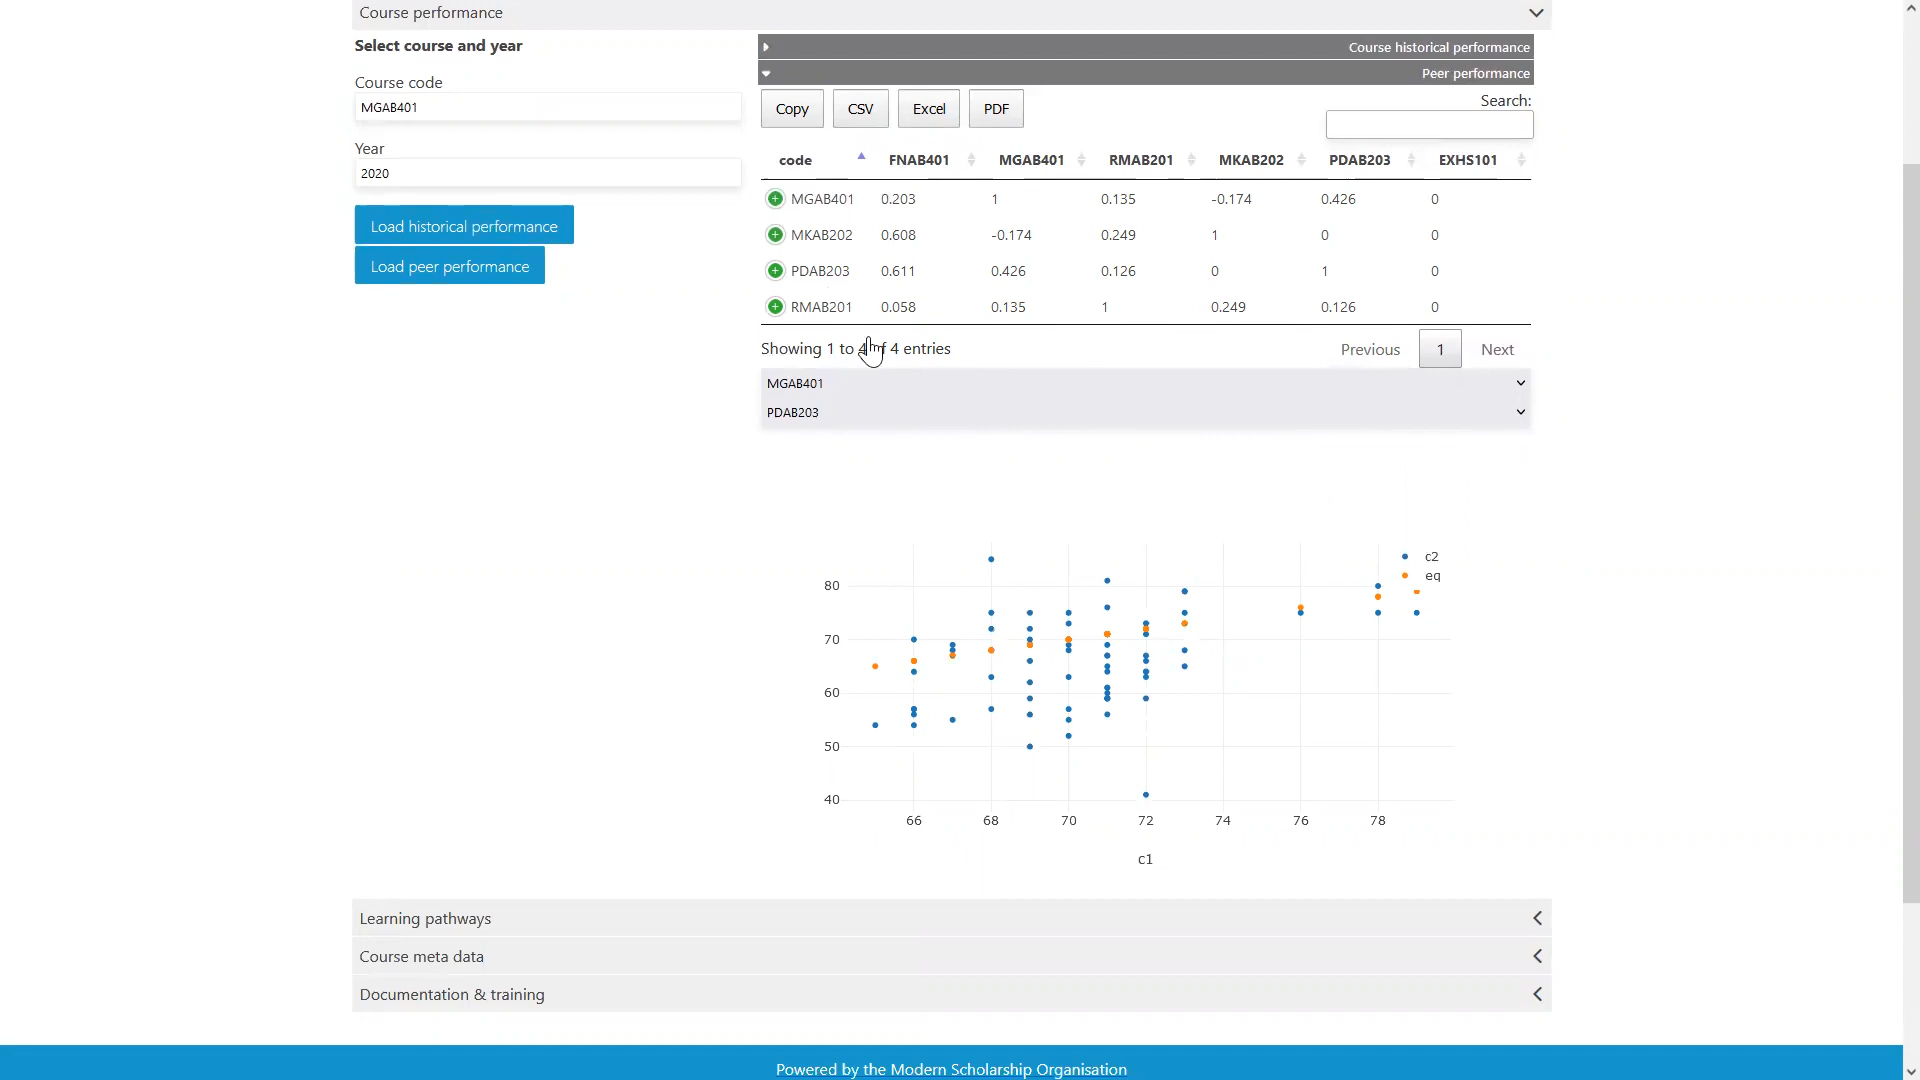 Course performance
Select course and year
Course code
MGAB401
Year
2020
Load historical performance
Load peer performance
Course historical performance
Peer performance
Copy CSV Excel PDF
Search:
code FNAB401 MGAB401 RMAB201 MKAB202 PDAB203 EXHS101
MGAB401 0.203 1 0.135 -0.174 0.426 0
MKAB202 0.608 -0.174 0.249 1 0 0
PDAB203 0.611 0.426 0.126 0 1 0
RMAB201 0.058 0.135 1 0.249 0.126 0
Showing 1 to 4 of 4 entries
Previous 1 Next
MGAB401
PDAB203
c2
eq
80
70
60
50
40
66 68 70 72 74 76 78
c1
Learning pathways
Course meta data
Documentation & training
Powered by the Modern Scholarship Organisation